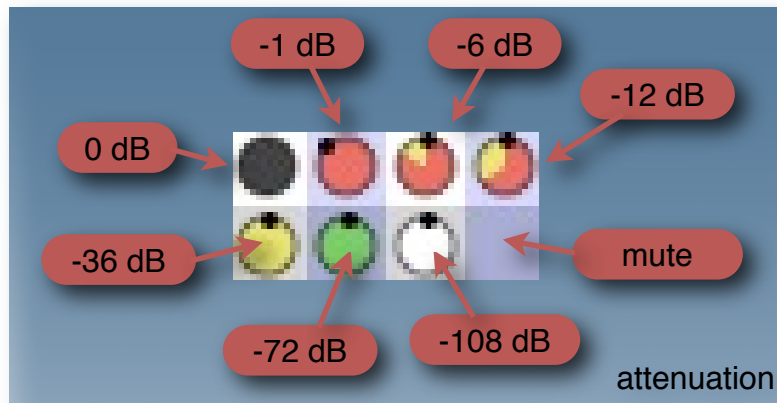 -1 dB
-6 dB
-12 dB
0 dB
-36 dB
mute
-72 dB
-108 dB
attenuation